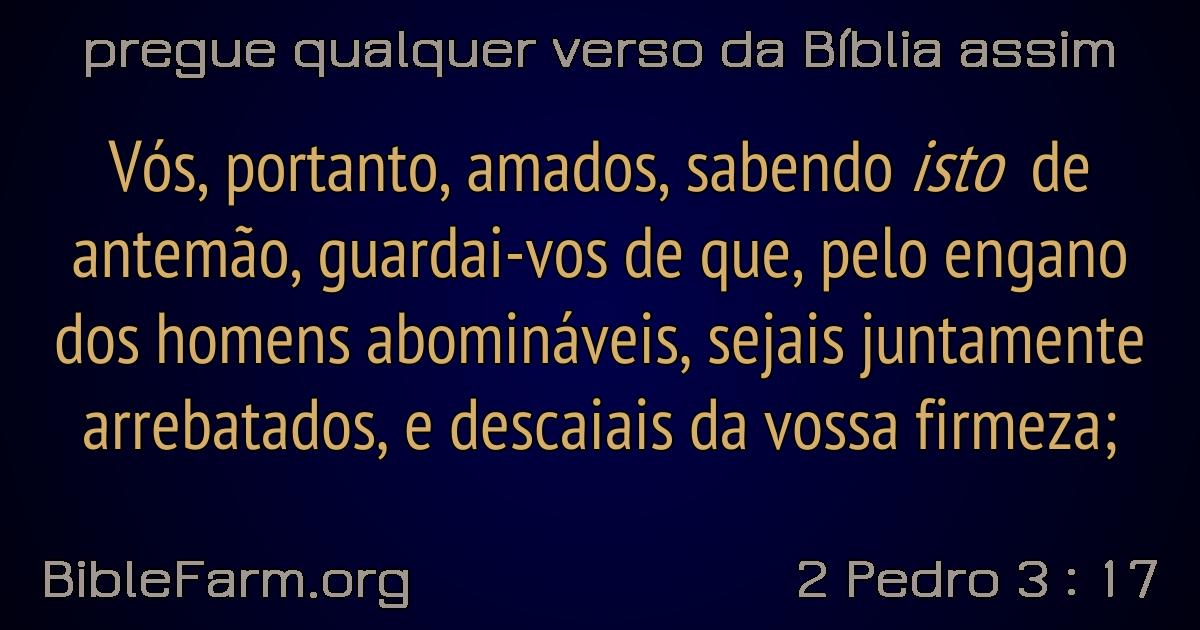 pregue qualquer verso da Bíblia assim
Vós, portanto, amados, sabendo isto de
antemão, guardai-vos de que, pelo engano
dos homens abomináveis, sejais juntamente
arrebatados, e descaiais da vossa firmeza;
BibleFarm.org
2 Pedro 3 : 17